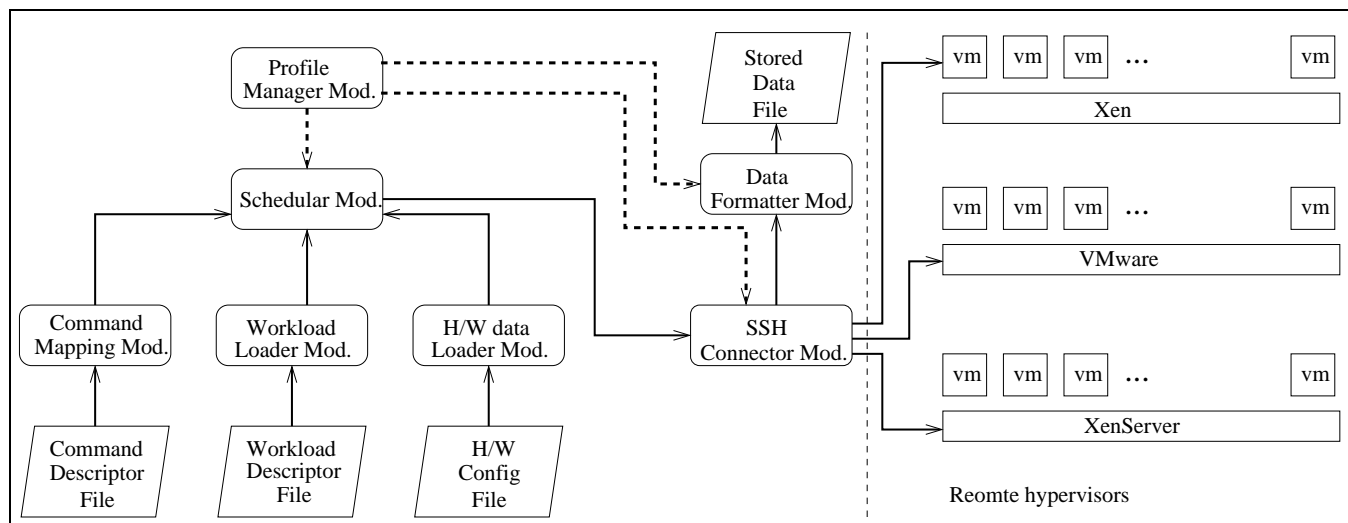 Profile
Manager Mod.
Stored
Data
File
vm vm vm ... vm
Xen
Schedular Mod.
Data
Formatter Mod.
vm vm vm ... vm
VMware
Command
Mapping Mod.
Workload
Loader Mod.
H/W data
Loader Mod.
SSH
Connector Mod.
vm vm vm ... vm
XenServer
Command
Descriptor
File
Workload
Descriptor
File
H/W
Config
File
Reomte hypervisors